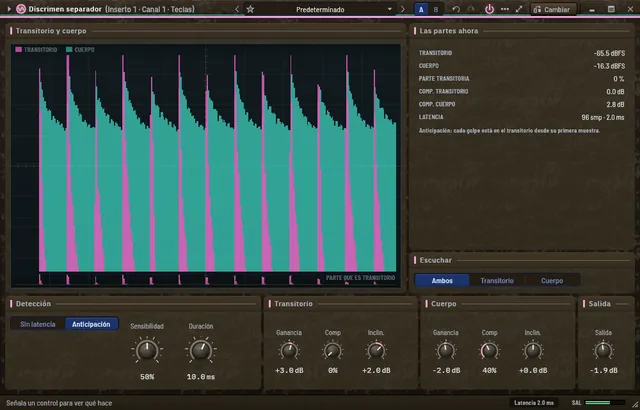 Discrimen separador (Inserto 1 · Canal 1 · Teclas)
Predeterminado
A B
Cambiar
Transitorio y cuerpo
TRANSITORIO CUERPO
PARTE QUE ES TRANSITORIO
Las partes ahora
TRANSITORIO -65.5 dBFS
CUERPO -16.3 dBFS
PARTE TRANSITORIA 0 %
COMP. TRANSITORIO 0.0 dB
COMP. CUERPO 2.8 dB
LATENCIA 96 smp · 2.0 ms
Anticipación: cada golpe está en el transitorio desde su primera muestra.
Escuchar
Ambos Transitorio Cuerpo
Detección
Sin latencia Anticipación
Sensibilidad Duración
50% 10.0 ms
Transitorio
Ganancia Comp Inclin.
+3.0 dB 0% +2.0 dB
Cuerpo
Ganancia Comp Inclin.
-2.0 dB 40% +0.0 dB
Salida
Salida
-1.9 dB
Señala un control para ver qué hace
Latencia 2.0 ms SAL